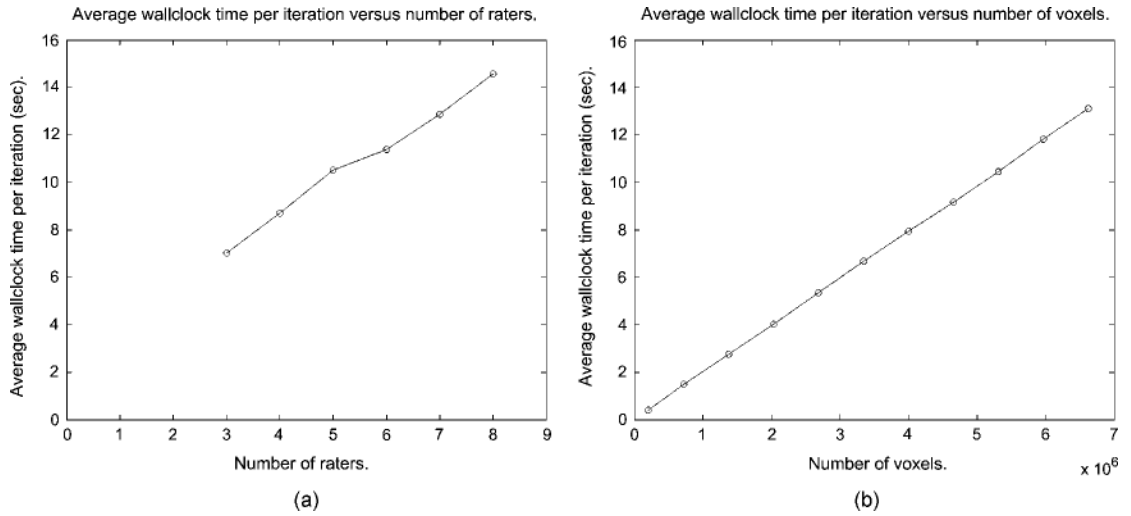 Average wallclock time per iteration versus number of raters.
Average wallclock time per iteration (sec).
16
14
12
10
8
6
4
2
0
0 1 2 3 4 5 6 7 8 9
Number of raters.
(a)
Average wallclock time per iteration versus number of voxels.
Average wallclock time per iteration (sec).
16
14
12
10
8
6
4
2
0
0 1 2 3 4 5 6 7
Number of voxels.
x 10⁶
(b)